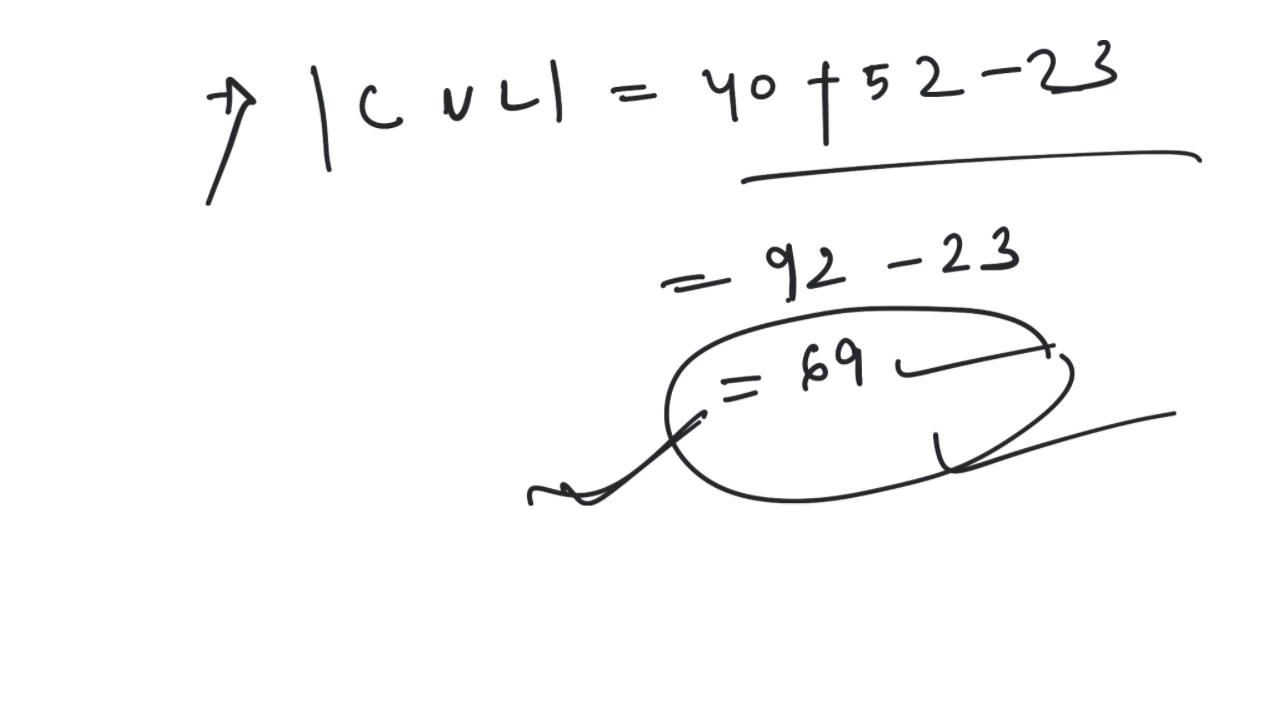 |C ∪ L| = 40 + 52 - 23
= 92 - 23
= 69